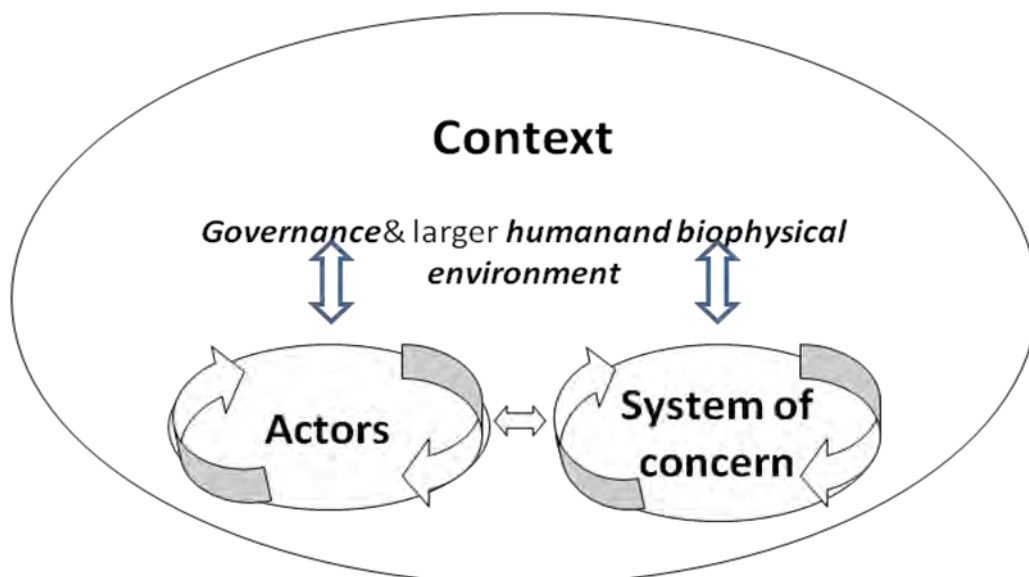 Context
Governance& larger humanand biophysical
environment
Actors
System of
concern